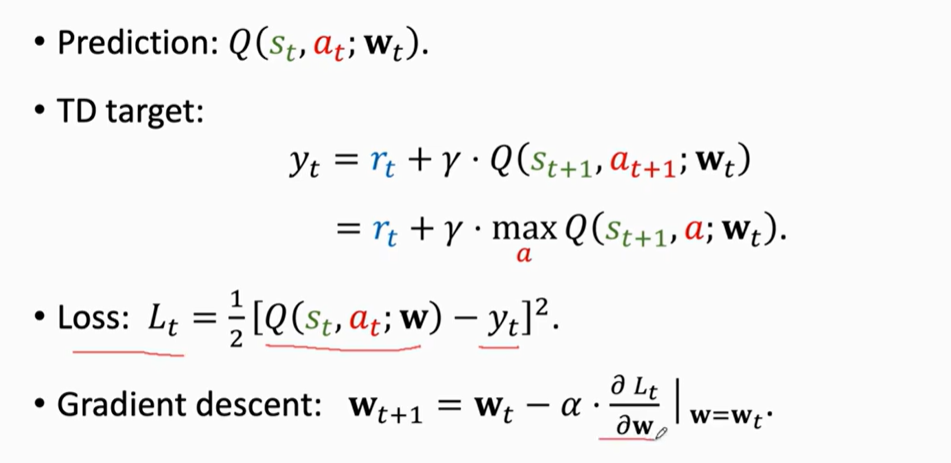 • Prediction: Q(s_t, a_t; w_t).
• TD target:
y_t = r_t + γ · Q(s_{t+1}, a_{t+1}; w_t)
= r_t + γ · max_a Q(s_{t+1}, a; w_t).
• Loss: L_t = 1/2 [Q(s_t, a_t; w) − y_t]².
• Gradient descent: w_{t+1} = w_t − α · ∂L_t/∂w |_{w=w_t}.